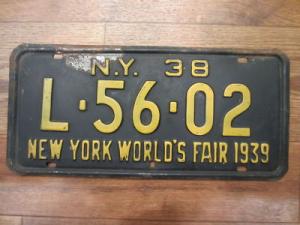 N.Y. 38
L·56·02
NEW YORK WORLD'S FAIR 1939